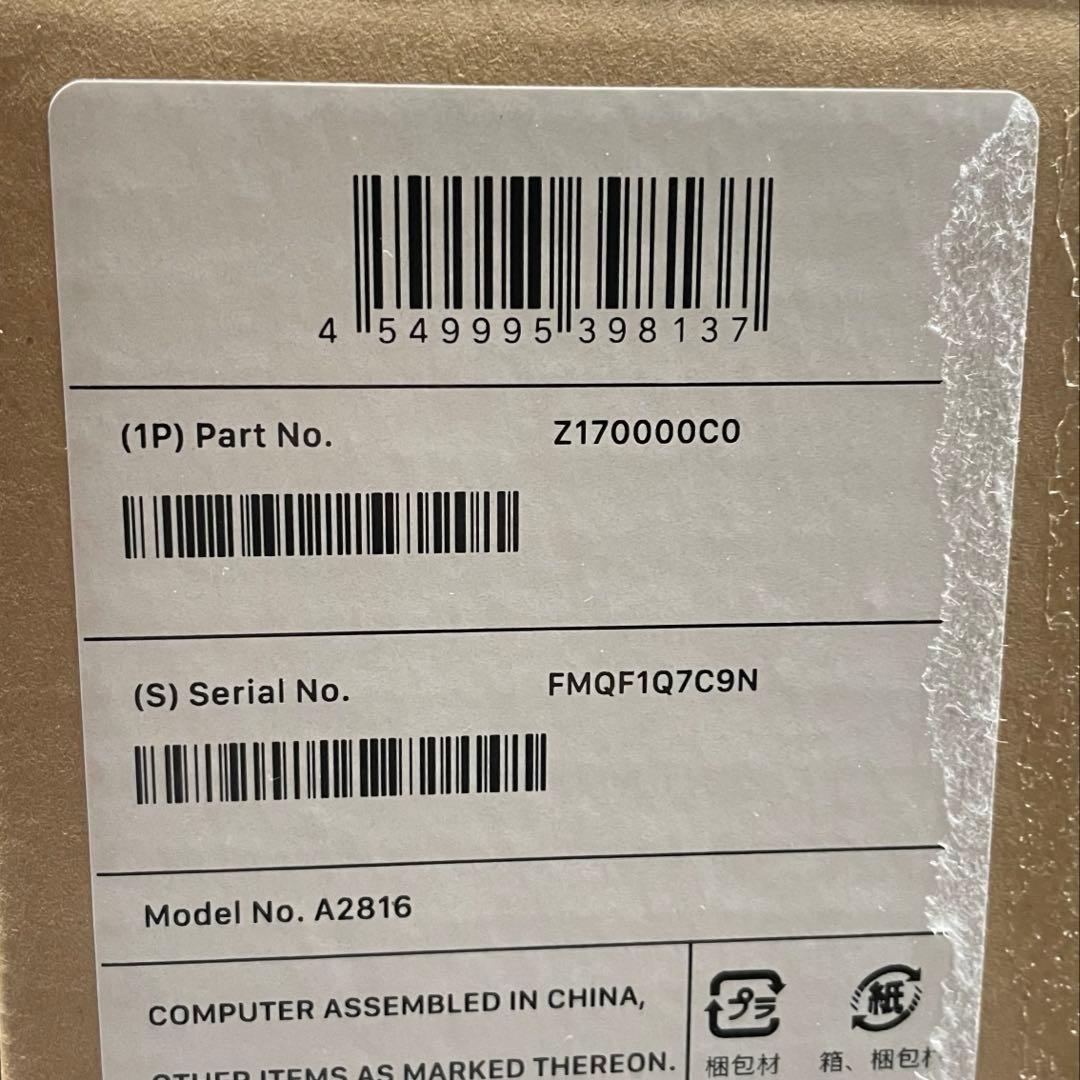 4 549995 398137
(1P) Part No. Z170000C0
(S) Serial No. FMQF1Q7C9N
Model No. A2816
COMPUTER ASSEMBLED IN CHINA,
OTHER ITEMS AS MARKED THEREON.
プラ 紙
梱包材 箱、梱包材